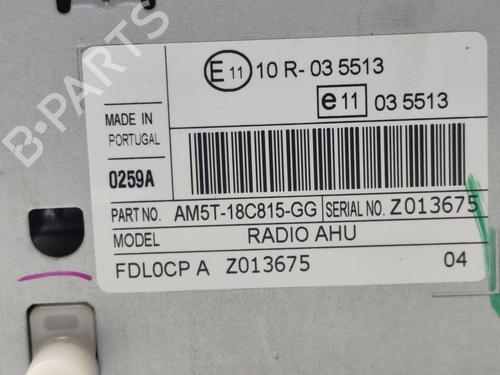 E 11 10 R- 03 5513
e 11 03 5513
MADE IN
PORTUGAL
0259A
PART NO. AM5T-18C815-GG SERIAL NO. Z013675
MODEL RADIO AHU
FDL0CP A Z013675 04